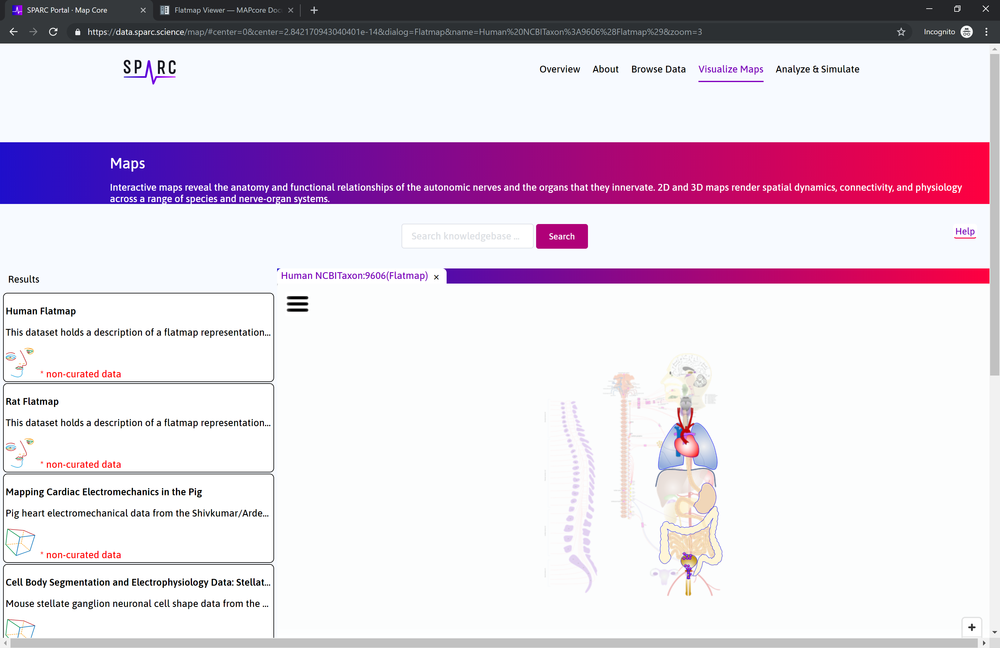 SPARC Portal · Map Core
Flatmap Viewer — MAPcore Doc
https://data.sparc.science/map/#center=0&center=2.842170943040401e-14&dialog=Flatmap&name=Human%20NCBITaxon%3A9606%28Flatmap%29&zoom=3
Incognito
SPARC
Overview About Browse Data Visualize Maps Analyze & Simulate
Maps
Interactive maps reveal the anatomy and functional relationships of the autonomic nerves and the organs that they innervate. 2D and 3D maps render spatial dynamics, connectivity, and physiology
across a range of species and nerve-organ systems.
Search knowledgebase ...
Search
Help
Results
Human NCBITaxon:9606(Flatmap) ×
Human Flatmap
This dataset holds a description of a flatmap representation...
* non-curated data
Rat Flatmap
This dataset holds a description of a flatmap representation...
* non-curated data
Mapping Cardiac Electromechanics in the Pig
Pig heart electromechanical data from the Shivkumar/Arde...
* non-curated data
Cell Body Segmentation and Electrophysiology Data: Stellat...
Mouse stellate ganglion neuronal cell shape data from the ...
+